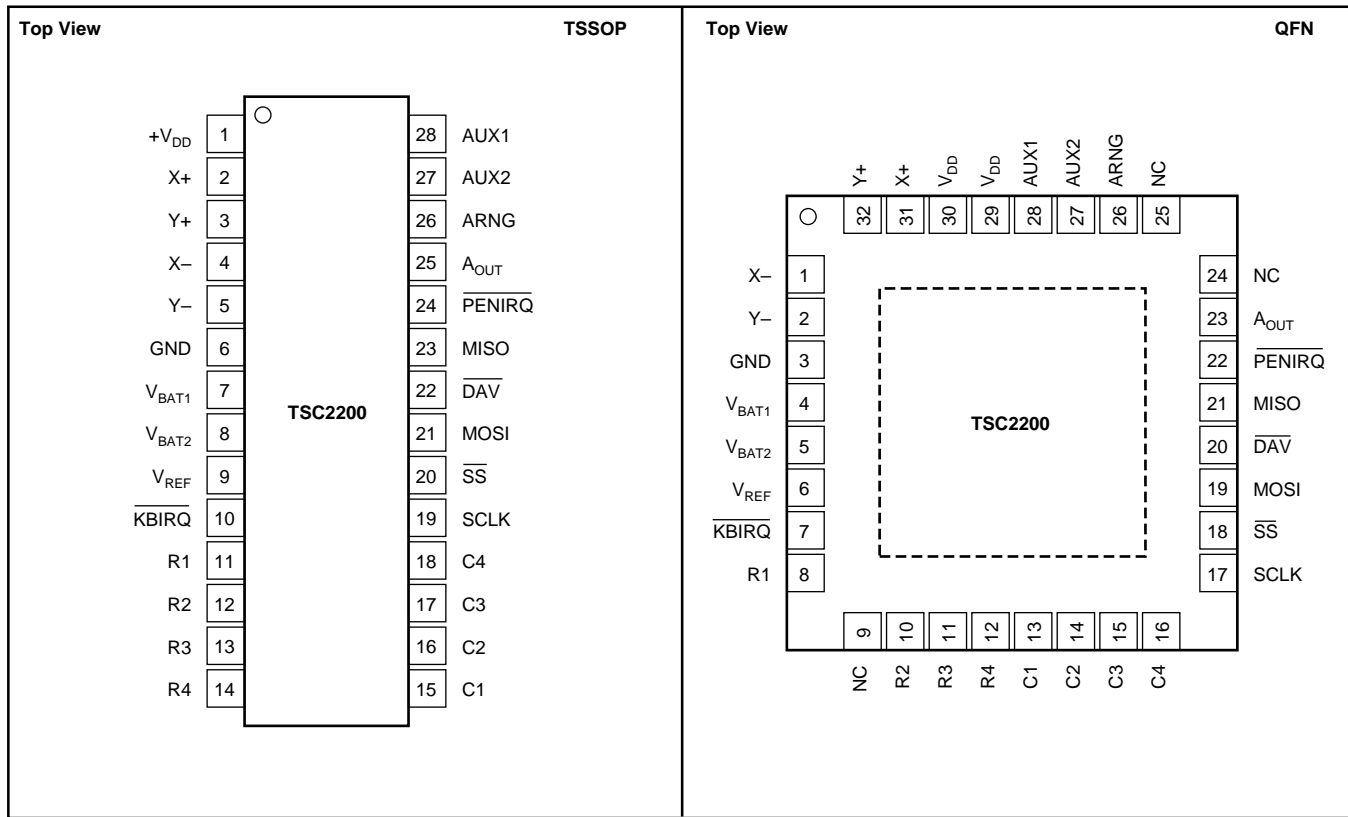 Top View TSSOP
+VDD 1 28 AUX1
X+ 2 27 AUX2
Y+ 3 26 ARNG
X– 4 25 AOUT
Y– 5 24 PENIRQ
GND 6 23 MISO
VBAT1 7 22 DAV
VBAT2 8 21 MOSI
VREF 9 20 SS
KBIRQ 10 19 SCLK
R1 11 18 C4
R2 12 17 C3
R3 13 16 C2
R4 14 15 C1
TSC2200
Top View QFN
Y+ X+ VDD VDD AUX1 AUX2 ARNG NC
32 31 30 29 28 27 26 25
X– 1 24 NC
Y– 2 23 AOUT
GND 3 22 PENIRQ
VBAT1 4 21 MISO
VBAT2 5 20 DAV
VREF 6 19 MOSI
KBIRQ 7 18 SS
R1 8 17 SCLK
TSC2200
9 10 11 12 13 14 15 16
NC R2 R3 R4 C1 C2 C3 C4